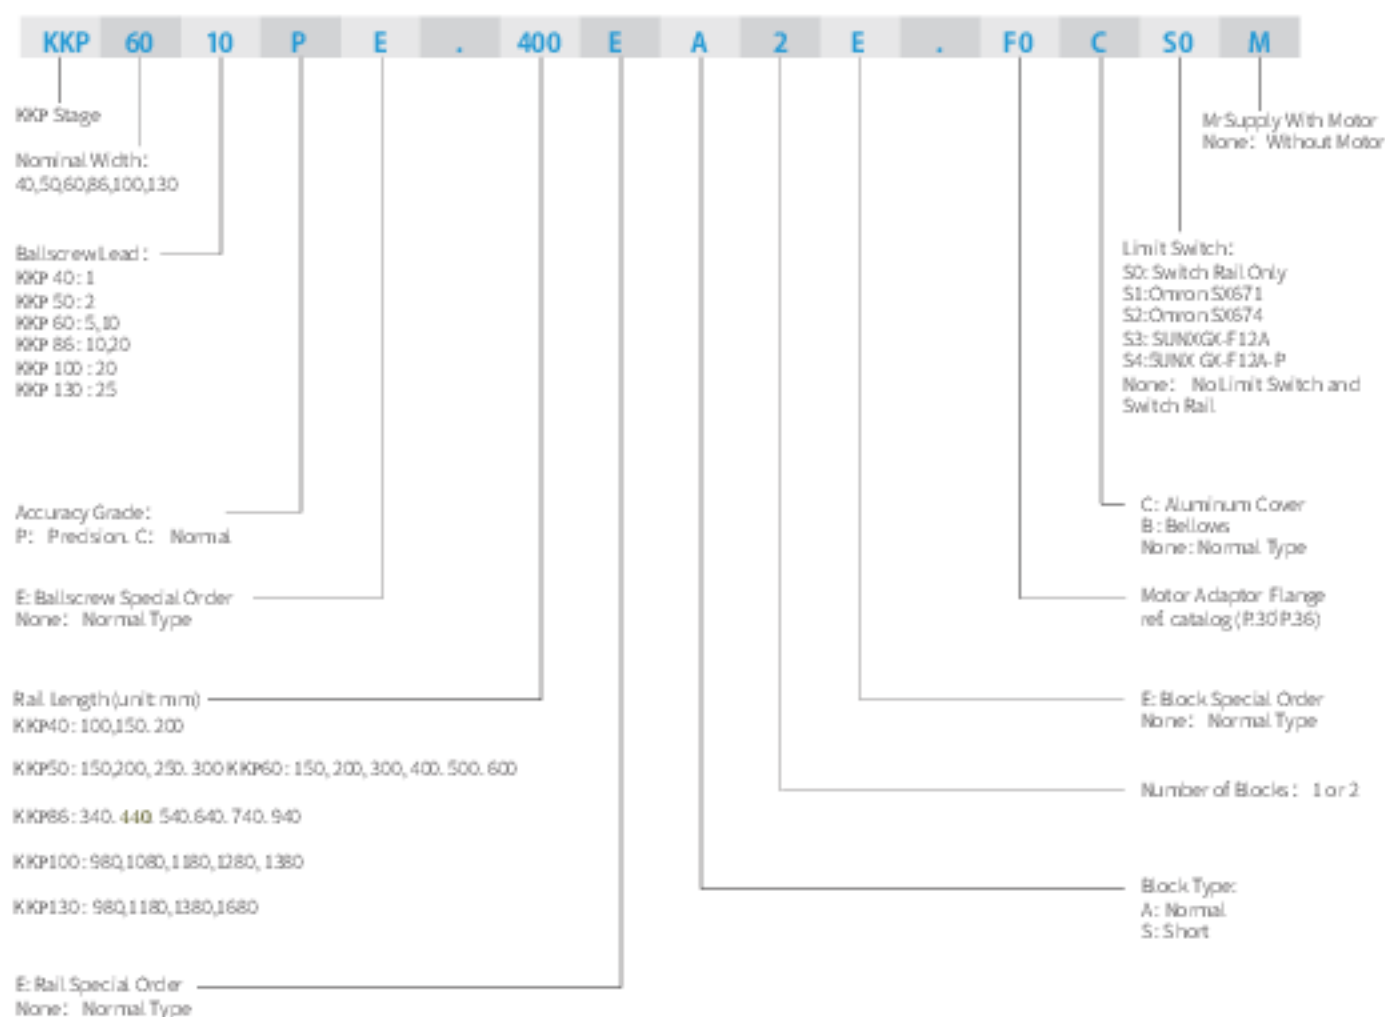 KKP 60 10 P E . 400 E A 2 E . F0 C S0 M
KKP Stage
Nominal Width:
40,50,60,86,100,130
Ballscrew Lead:
KKP 40: 1
KKP 50: 2
KKP 60: 5,10
KKP 86: 10,20
KKP 100: 20
KKP 130: 25
Accuracy Grade:
P: Precision. C: Normal
E: Ballscrew Special Order
None: Normal Type
Rail Length(unit: mm)
KKP40: 100,150. 200
KKP50: 150,200, 250. 300 KKP60: 150, 200, 300, 400. 500. 600
KKP86: 340. 440. 540.640. 740. 940
KKP100: 980,1080,1180,1280, 1380
KKP130: 980,1180,1380,1680
E: Rail Special Order
None: Normal Type
Mr Supply With Motor
None: Without Motor
Limit Switch:
S0: Switch Rail Only
S1:Omron SX671
S2:Omron SX674
S3: SUNX GX-F12A
S4:SUNX GX-F12A-P
None: No Limit Switch and
Switch Rail
C: Aluminum Cover
B: Bellows
None: Normal Type
Motor Adaptor Flange
ref. catalog (P.30 P.36)
E: Block Special Order
None: Normal Type
Number of Blocks: 1 or 2
Block Type:
A: Normal
S: Short